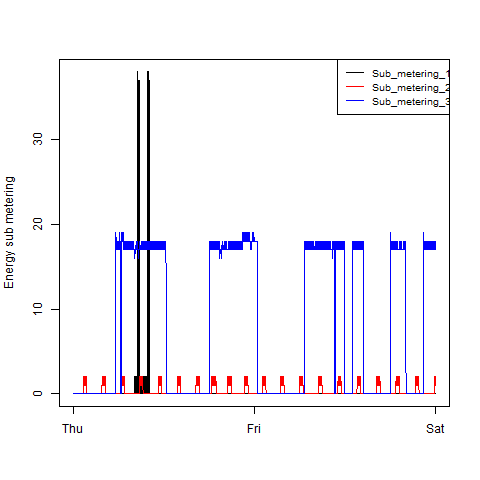 Sub_metering_1
Sub_metering_2
Sub_metering_3
Energy sub metering
30
20
10
0
Thu
Fri
Sat